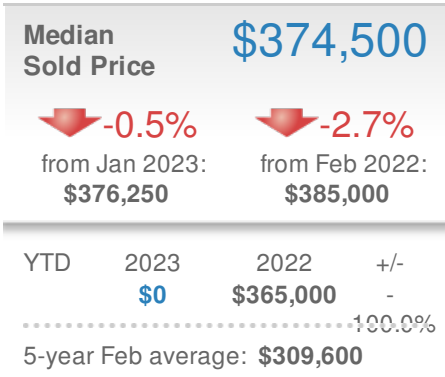 Median
Sold Price
$374,500
-0.5% -2.7%
from Jan 2023: from Feb 2022:
$376,250 $385,000
YTD 2023 2022 +/-
$0 $365,000 -
100.0%
5-year Feb average: $309,600